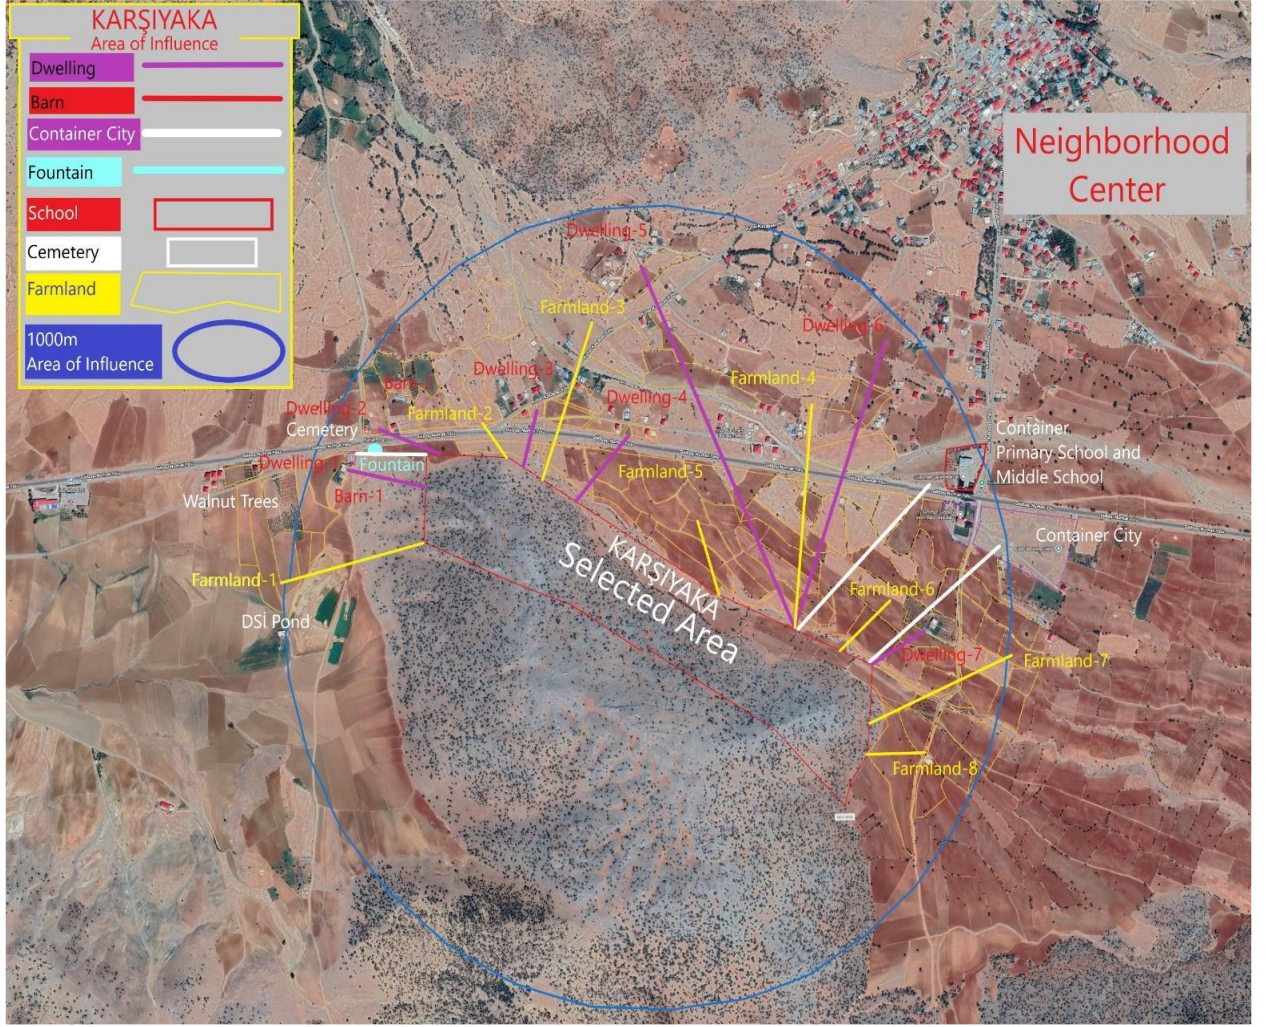 KARŞIYAKA
Area of Influence
Dwelling
Barn
Container City
Fountain
School
Cemetery
Farmland
1000m
Area of Influence
Neighborhood
Center
Dwelling-5
Farmland-3
Dwelling-6
Dwelling-3
Farmland-4
Barn-
Dwelling-4
Dwelling-2
Farmland-2
Cemetery
Container
Primary School and
Middle School
Dwelling-
Fountain
Farmland-5
Barn-1
Walnut Trees
Container City
KARŞIYAKA
Selected Area
Farmland-1
Farmland-6
DSİ Pond
Dwelling-7
Farmland-7
Farmland-8